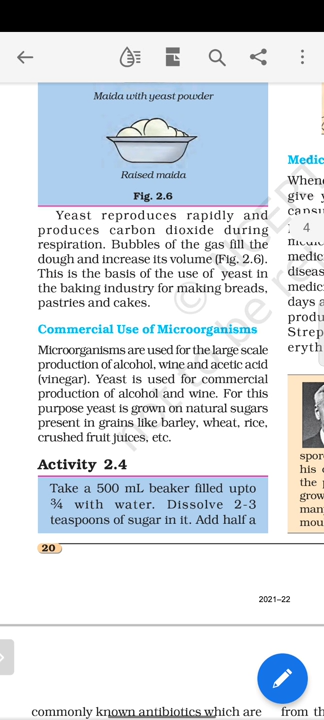 Maida with yeast powder
Raised maida
Fig. 2.6
Yeast reproduces rapidly and
produces carbon dioxide during
respiration. Bubbles of the gas fill the
dough and increase its volume (Fig. 2.6).
This is the basis of the use of yeast in
the baking industry for making breads,
pastries and cakes.
Commercial Use of Microorganisms
Microorganisms are used for the large scale
production of alcohol, wine and acetic acid
(vinegar). Yeast is used for commercial
production of alcohol and wine. For this
purpose yeast is grown on natural sugars
present in grains like barley, wheat, rice,
crushed fruit juices, etc.
Activity 2.4
Take a 500 mL beaker filled upto
¾ with water. Dissolve 2-3
teaspoons of sugar in it. Add half a
20
Medic
Whene
give y
capsu
4
medic
diseas
medici
days a
produ
Strep
eryth
spor
his c
the p
grow
many
mou
2021–22
commonly known antibiotics which are
from th